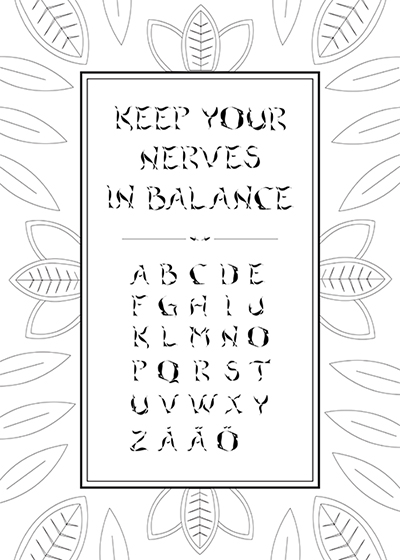 KEEP YOUR
NERVES
IN BALANCE
A B C D E
F G H I J
K L M N O
P Q R S T
U V W X Y
Z Å Ä Ö